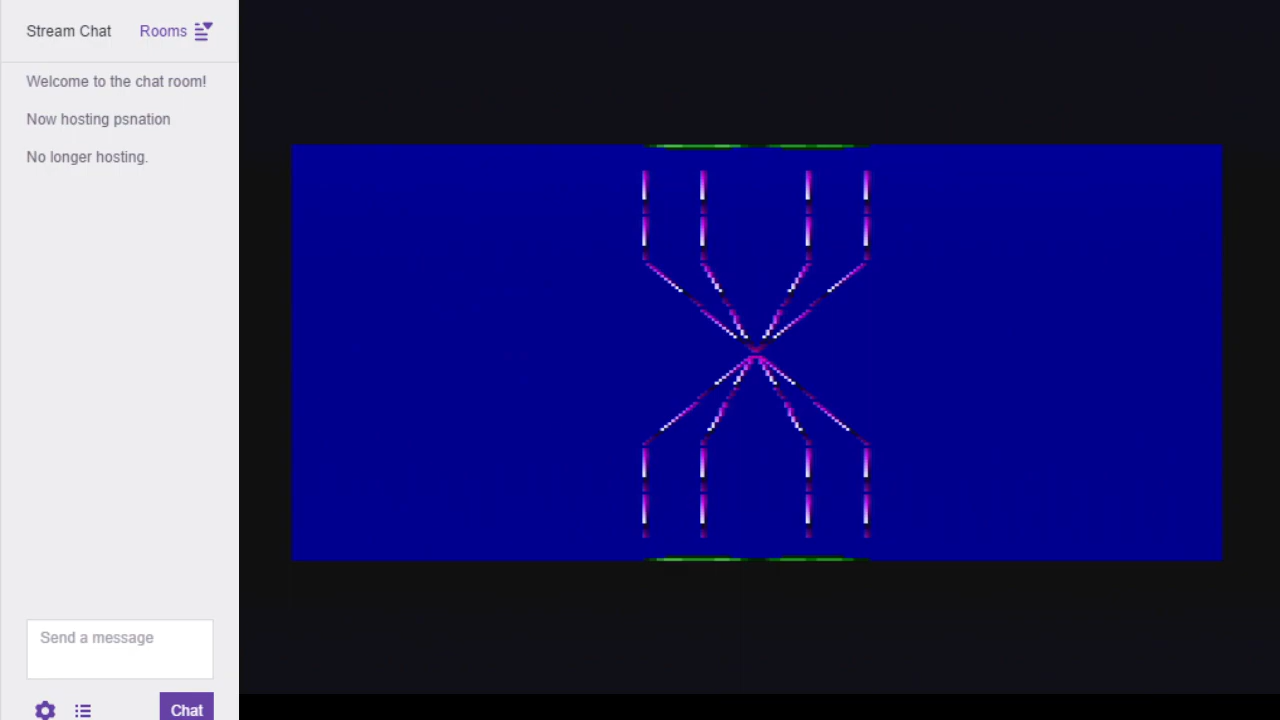 Stream Chat
Rooms
Welcome to the chat room!
Now hosting psnation
No longer hosting.
Send a message
Chat